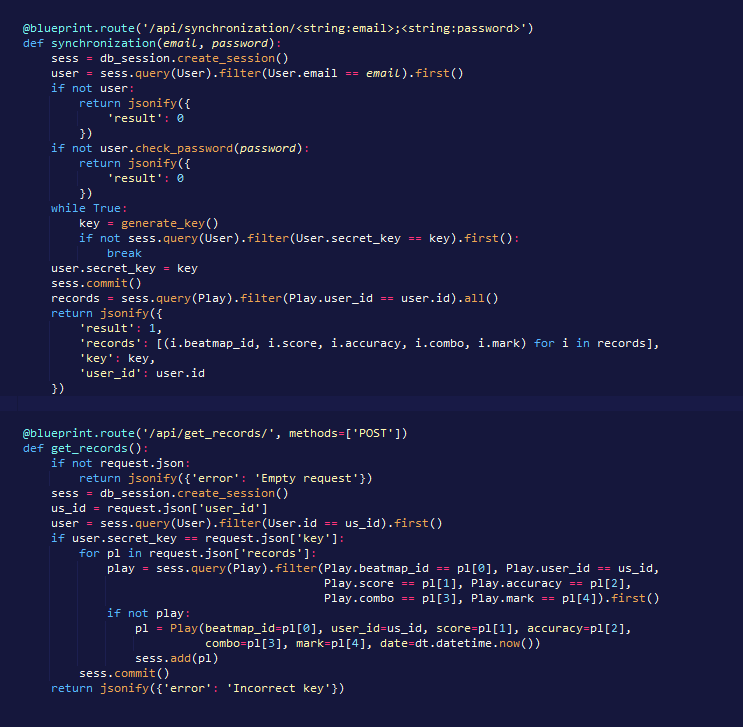 @blueprint.route('/api/synchronization/<string:email>;<string:password>')
def synchronization(email, password):
    sess = db_session.create_session()
    user = sess.query(User).filter(User.email == email).first()
    if not user:
        return jsonify({
            'result': 0
        })
    if not user.check_password(password):
        return jsonify({
            'result': 0
        })
    while True:
        key = generate_key()
        if not sess.query(User).filter(User.secret_key == key).first():
            break
    user.secret_key = key
    sess.commit()
    records = sess.query(Play).filter(Play.user_id == user.id).all()
    return jsonify({
        'result': 1,
        'records': [(i.beatmap_id, i.score, i.accuracy, i.combo, i.mark) for i in records],
        'key': key,
        'user_id': user.id
    })
@blueprint.route('/api/get_records/', methods=['POST'])
def get_records():
    if not request.json:
        return jsonify({'error': 'Empty request'})
    sess = db_session.create_session()
    us_id = request.json['user_id']
    user = sess.query(User).filter(User.id == us_id).first()
    if user.secret_key == request.json['key']:
        for pl in request.json['records']:
            play = sess.query(Play).filter(Play.beatmap_id == pl[0], Play.user_id == us_id,
                                           Play.score == pl[1], Play.accuracy == pl[2],
                                           Play.combo == pl[3], Play.mark == pl[4]).first()
            if not play:
                pl = Play(beatmap_id=pl[0], user_id=us_id, score=pl[1], accuracy=pl[2],
                          combo=pl[3], mark=pl[4], date=dt.datetime.now())
                sess.add(pl)
        sess.commit()
    return jsonify({'error': 'Incorrect key'})